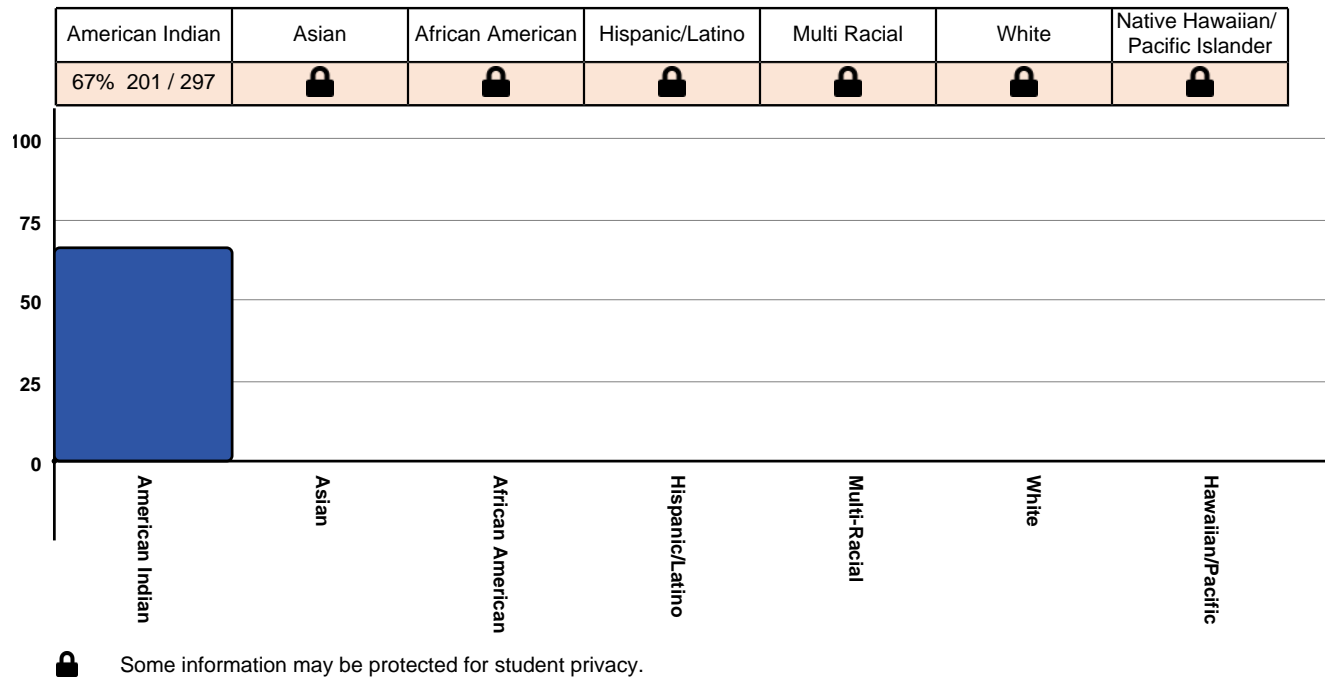 American Indian Asian African American Hispanic/Latino Multi Racial White Native Hawaiian/
Pacific Islander
67% 201 / 297
100
75
50
25
0
American Indian
Asian
African American
Hispanic/Latino
Multi-Racial
White
Hawaiian/Pacific
Some information may be protected for student privacy.